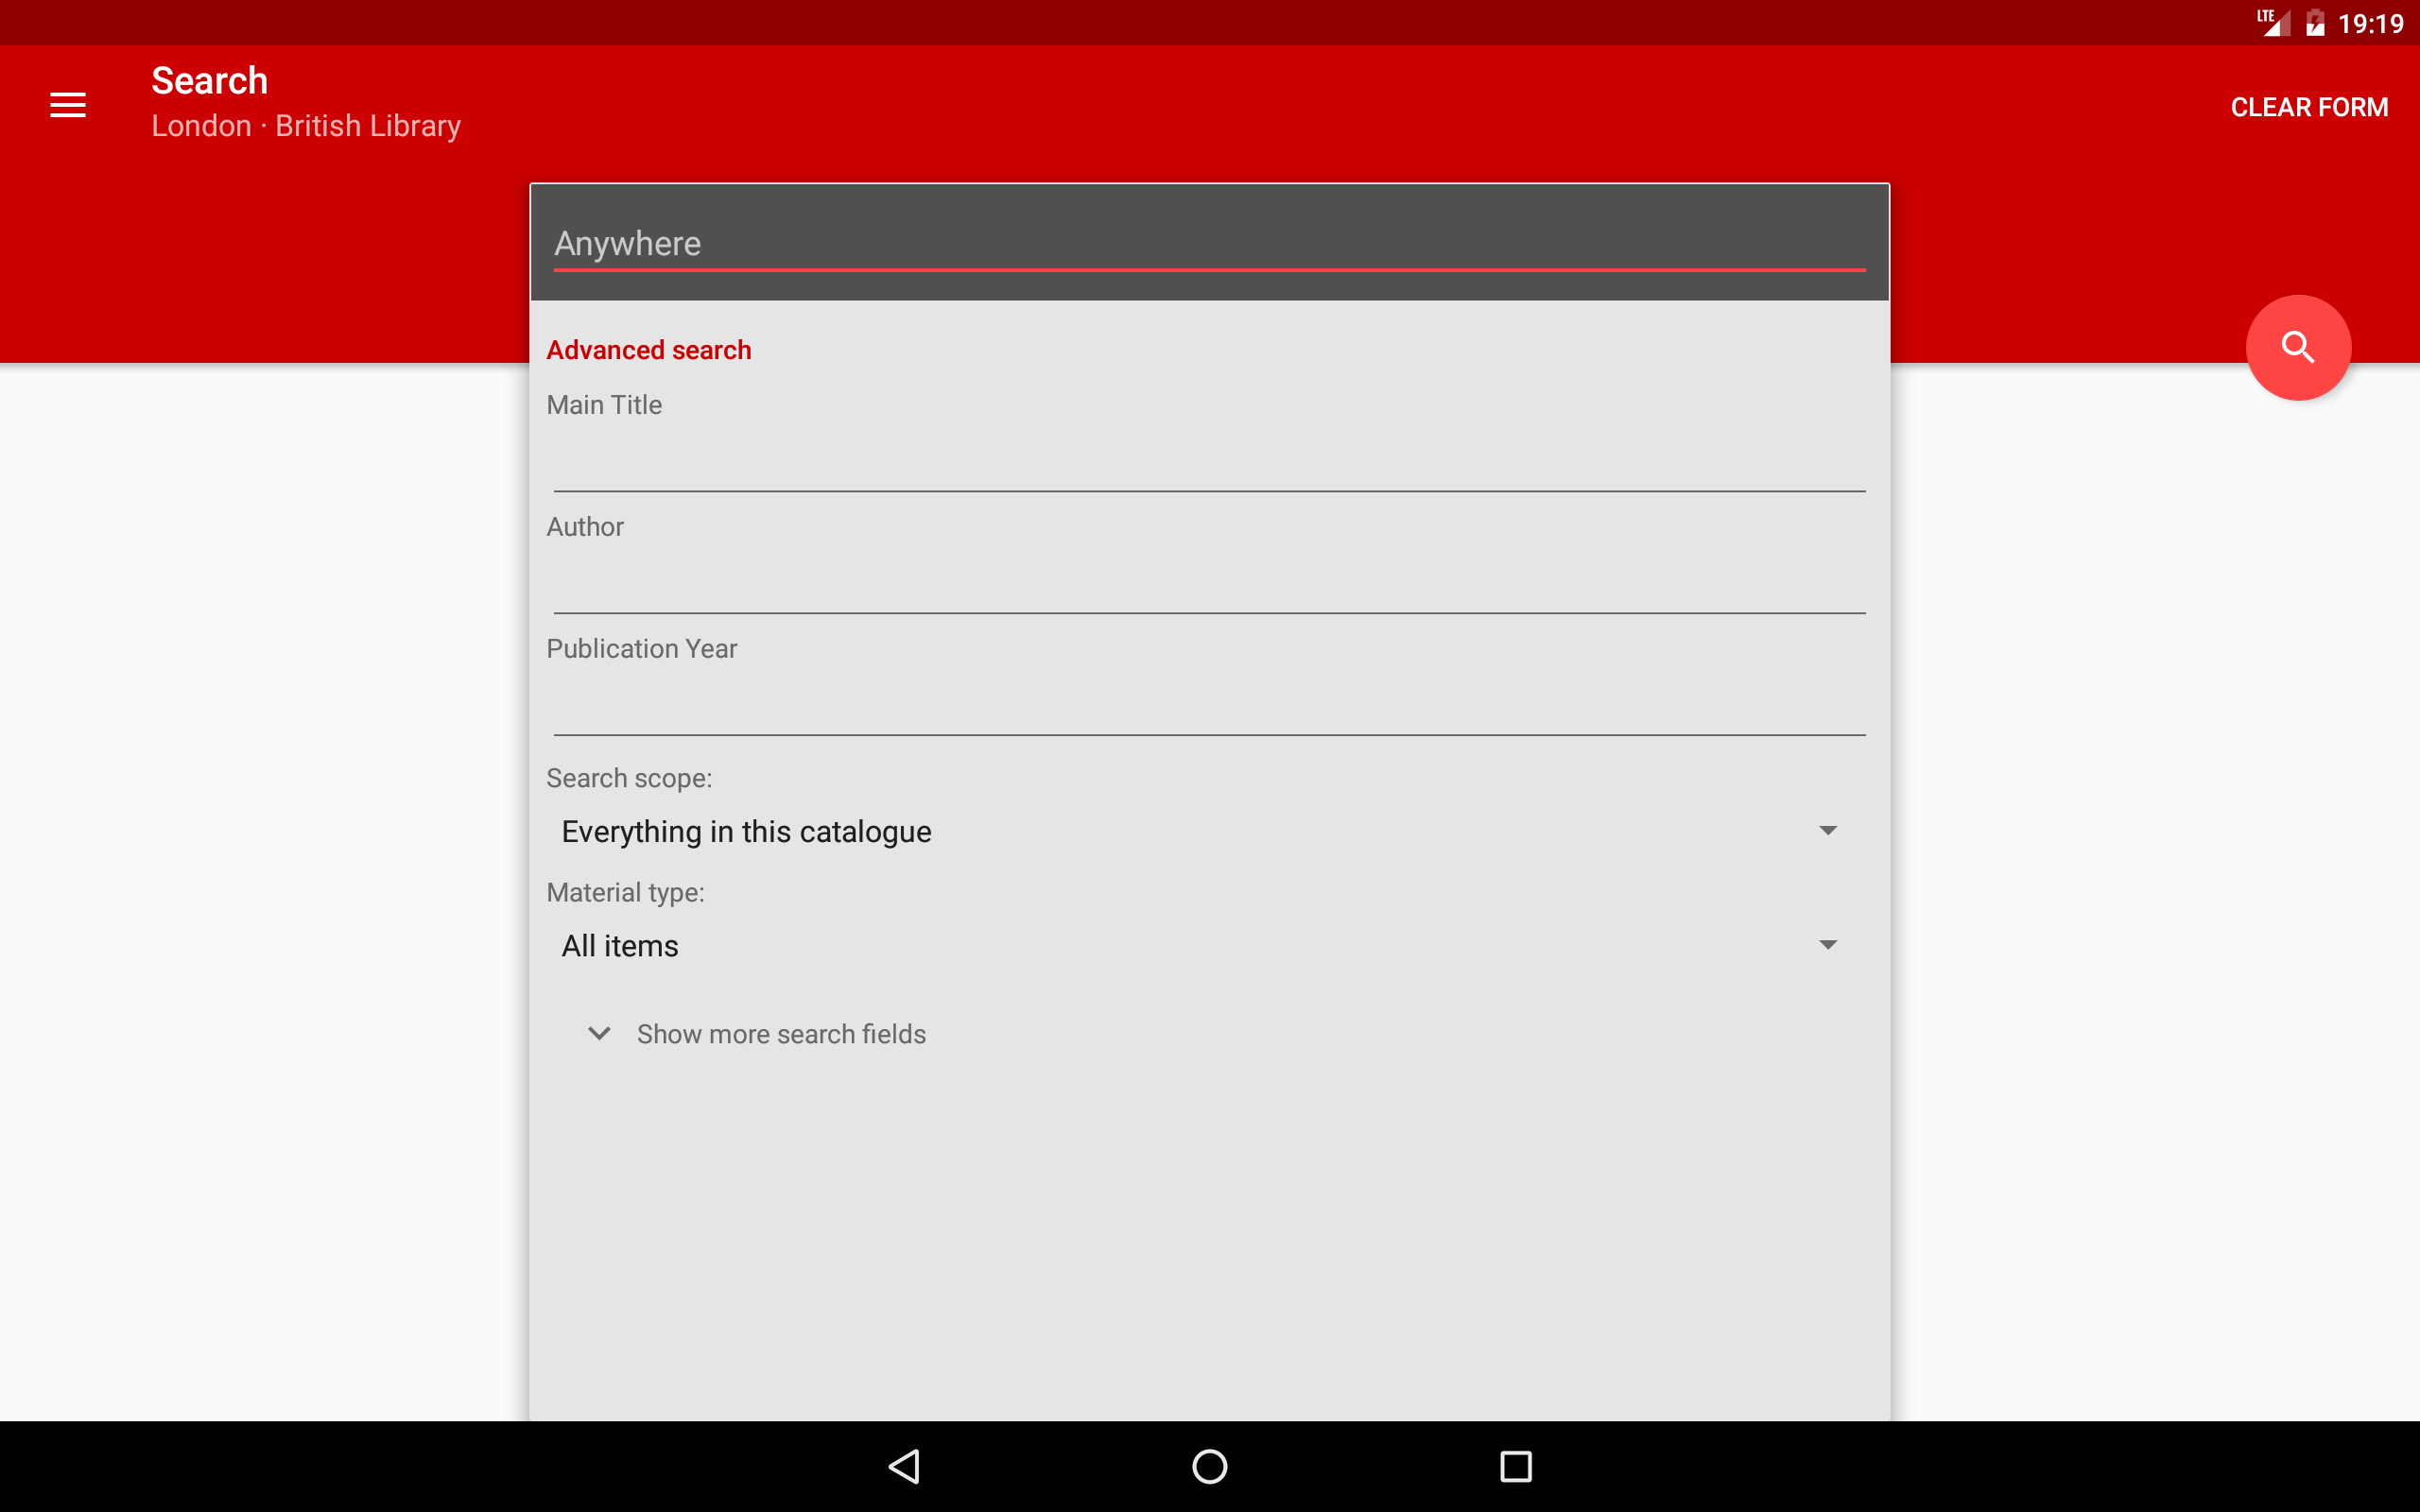 LTE 19:19
Search
London · British Library
CLEAR FORM
Anywhere
Advanced search
Main Title
Author
Publication Year
Search scope:
Everything in this catalogue
Material type:
All items
Show more search fields